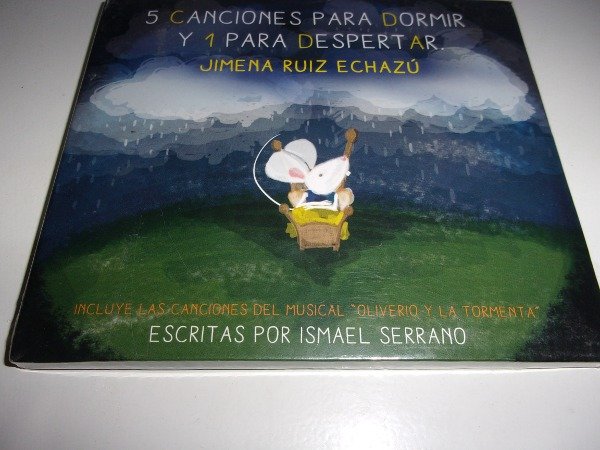 5 CANCIONES PARA DORMIR
Y 1 PARA DESPERTAR.
JIMENA RUIZ ECHAZÚ
INCLUYE LAS CANCIONES DEL MUSICAL "OLIVERIO Y LA TORMENTA"
ESCRITAS POR ISMAEL SERRANO